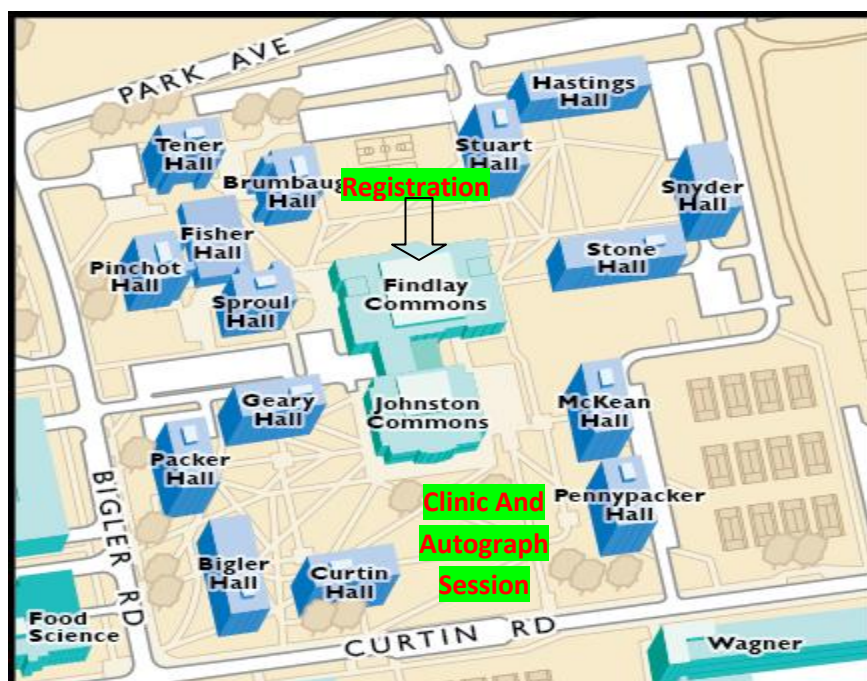 PARK AVE
Hastings
Hall
Tener
Hall
Stuart
Hall
Brumbaug
Hall
Registration
Snyder
Hall
Fisher
Hall
Stone
Hall
Pinchot
Hall
Findlay
Commons
Sproul
Hall
Geary
Hall
Johnston
Commons
McKean
Hall
Packer
Hall
BIGLER RD
Clinic And
Autograph
Session
Pennypacker
Hall
Bigler
Hall
Curtin
Hall
Food
Science
CURTIN RD
Wagner